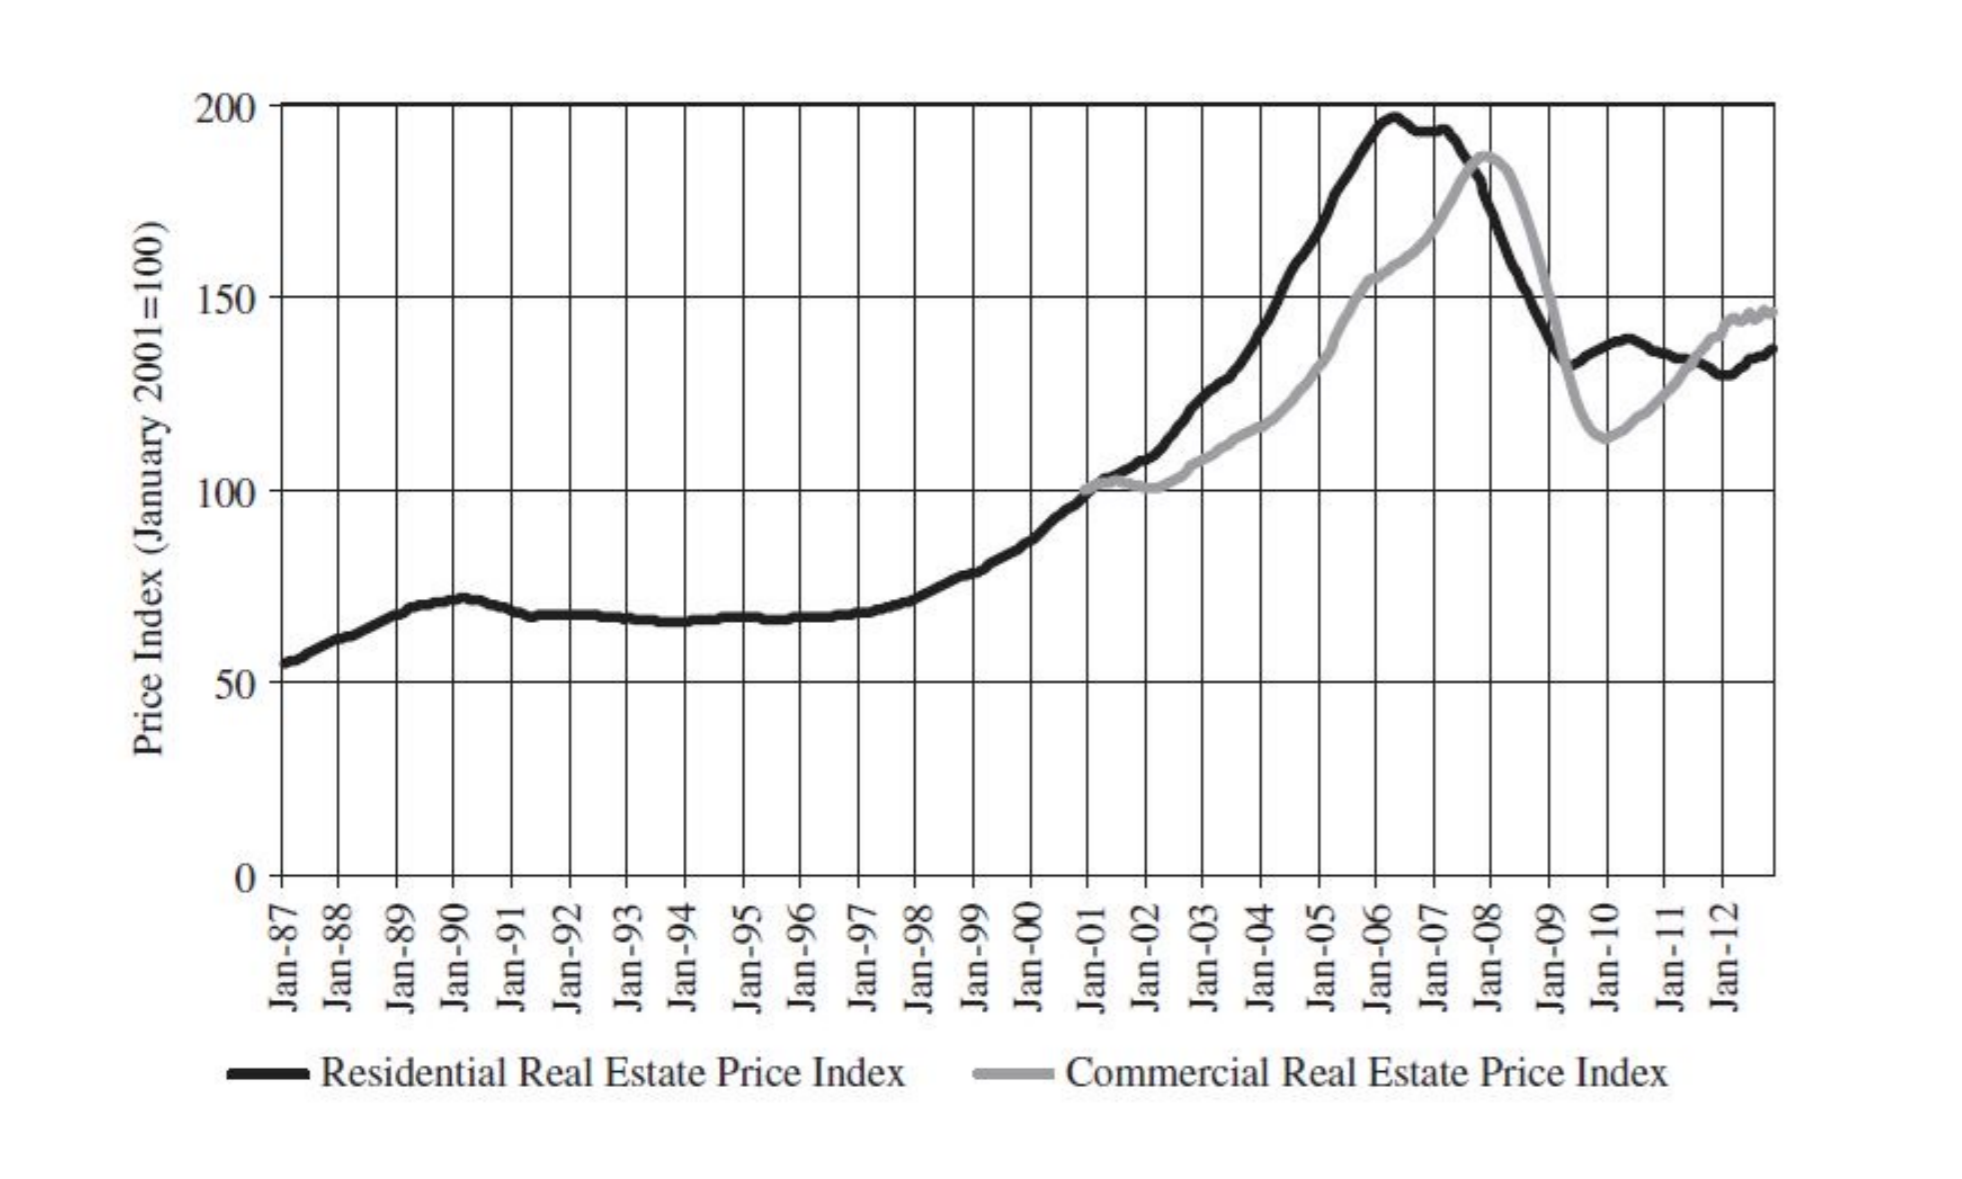 Price Index (January 2001=100)
200
150
100
50
0
Jan-87
Jan-88
Jan-89
Jan-90
Jan-91
Jan-92
Jan-93
Jan-94
Jan-95
Jan-96
Jan-97
Jan-98
Jan-99
Jan-00
Jan-01
Jan-02
Jan-03
Jan-04
Jan-05
Jan-06
Jan-07
Jan-08
Jan-09
Jan-10
Jan-11
Jan-12
Residential Real Estate Price Index
Commercial Real Estate Price Index